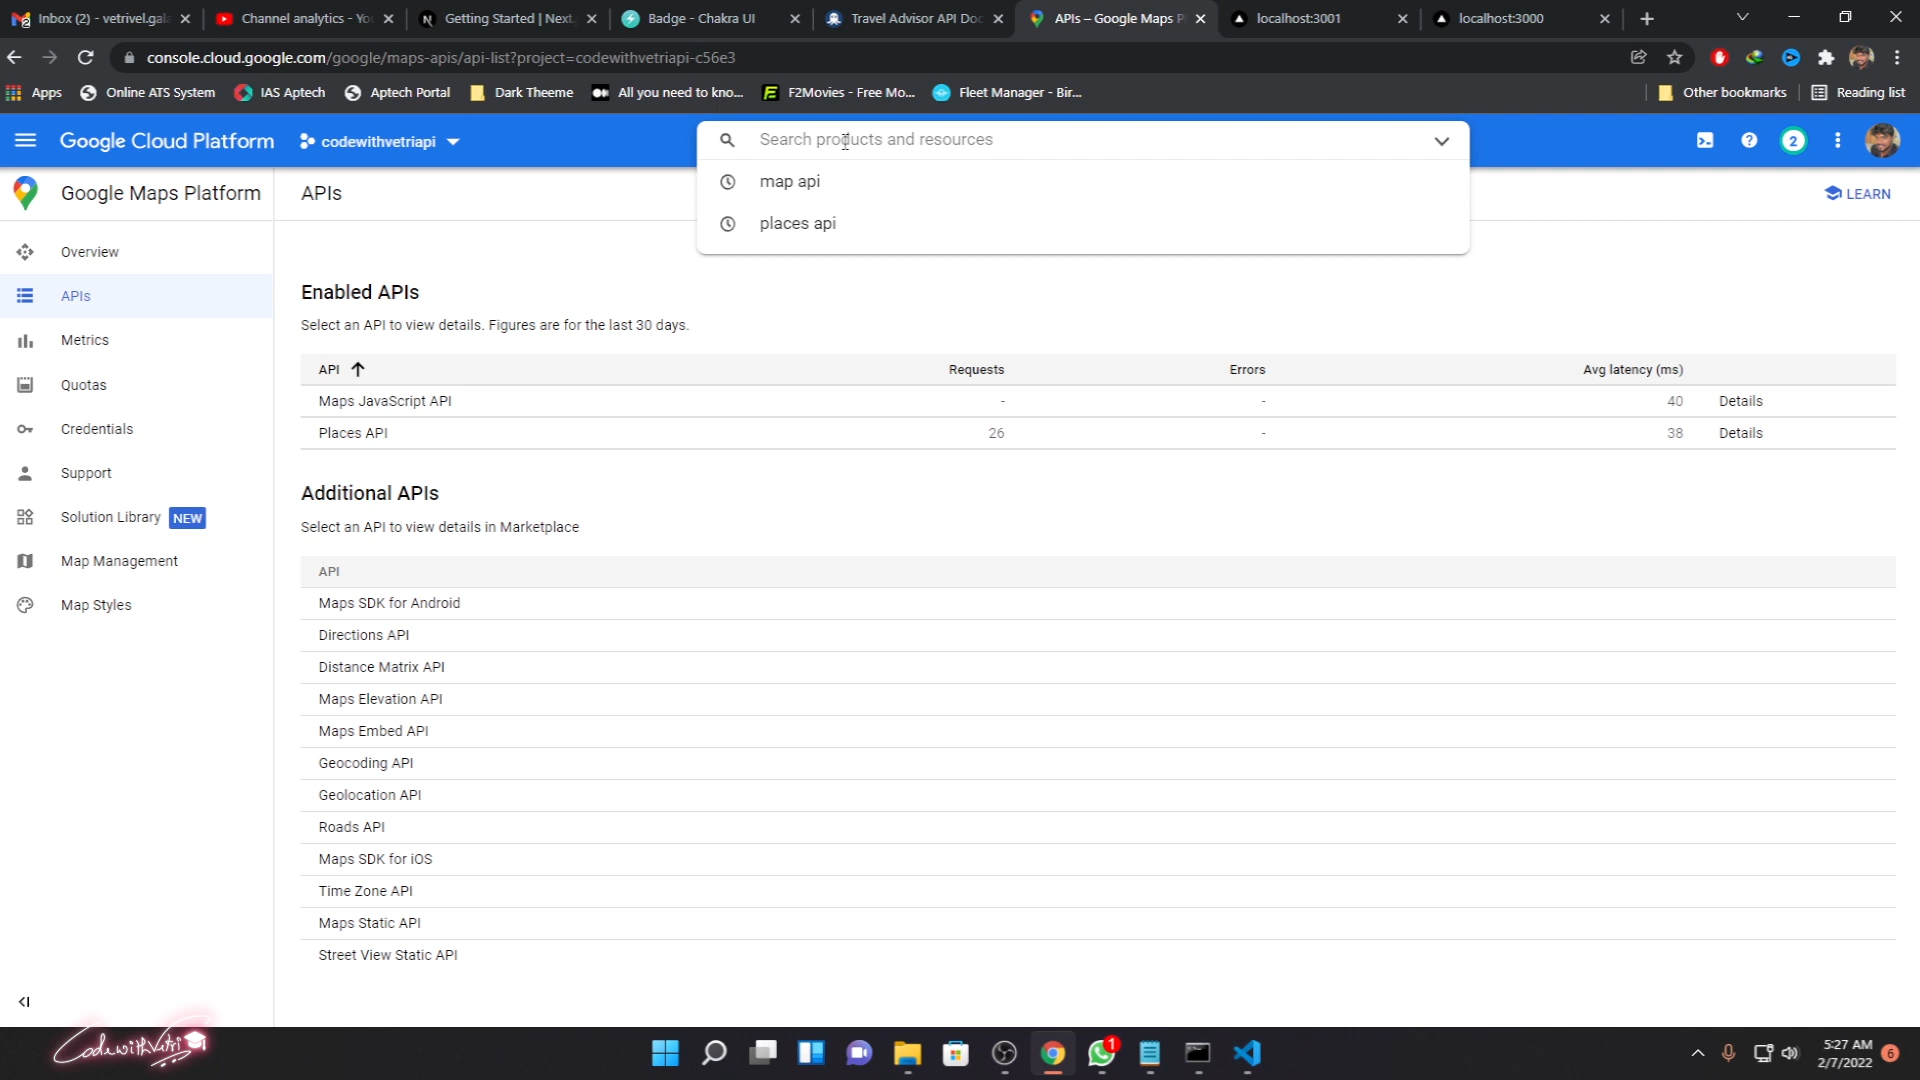 Inbox (2) - vetrivel.gala
Channel analytics - You
Getting Started | Next.
Badge - Chakra UI
Travel Advisor API Doc
APIs – Google Maps P
localhost:3001
localhost:3000
console.cloud.google.com/google/maps-apis/api-list?project=codewithvetriapi-c56e3
Apps
Online ATS System
IAS Aptech
Aptech Portal
Dark Theeme
All you need to kno...
F2Movies - Free Mo...
Fleet Manager - Bir...
Other bookmarks
Reading list
Google Cloud Platform
codewithvetriapi
Search products and resources
2
map api
places api
Google Maps Platform
APIs
LEARN
Overview
APIs
Metrics
Quotas
Credentials
Support
Solution Library NEW
Map Management
Map Styles
Enabled APIs
Select an API to view details. Figures are for the last 30 days.
API Requests Errors Avg latency (ms)
Maps JavaScript API - - 40 Details
Places API 26 - 38 Details
Additional APIs
Select an API to view details in Marketplace
API
Maps SDK for Android
Directions API
Distance Matrix API
Maps Elevation API
Maps Embed API
Geocoding API
Geolocation API
Roads API
Maps SDK for iOS
Time Zone API
Maps Static API
Street View Static API
CodewithVetri
1
5:27 AM
2/7/2022
6